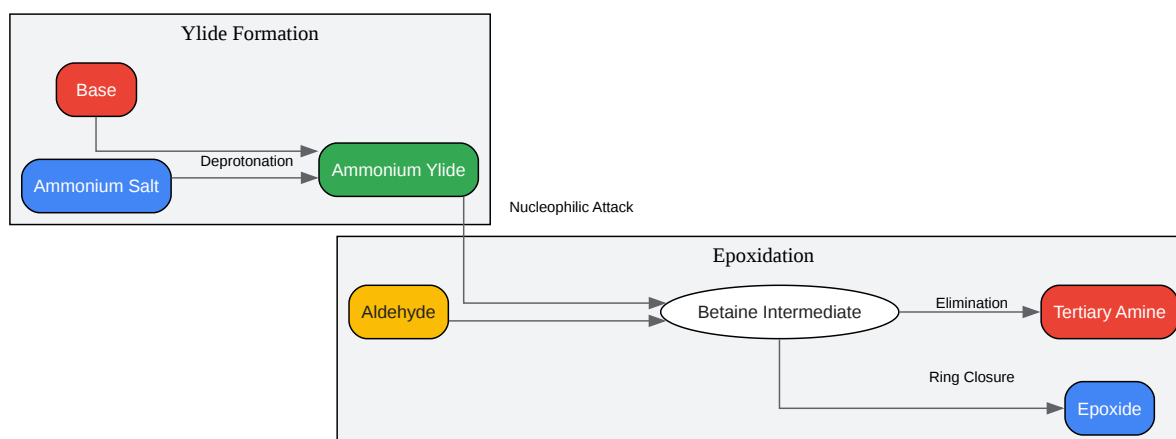 Ylide Formation
Base
Deprotonation
Ammonium Salt
Ammonium Ylide
Nucleophilic Attack
Epoxidation
Aldehyde
Betaine Intermediate
Elimination
Tertiary Amine
Ring Closure
Epoxide